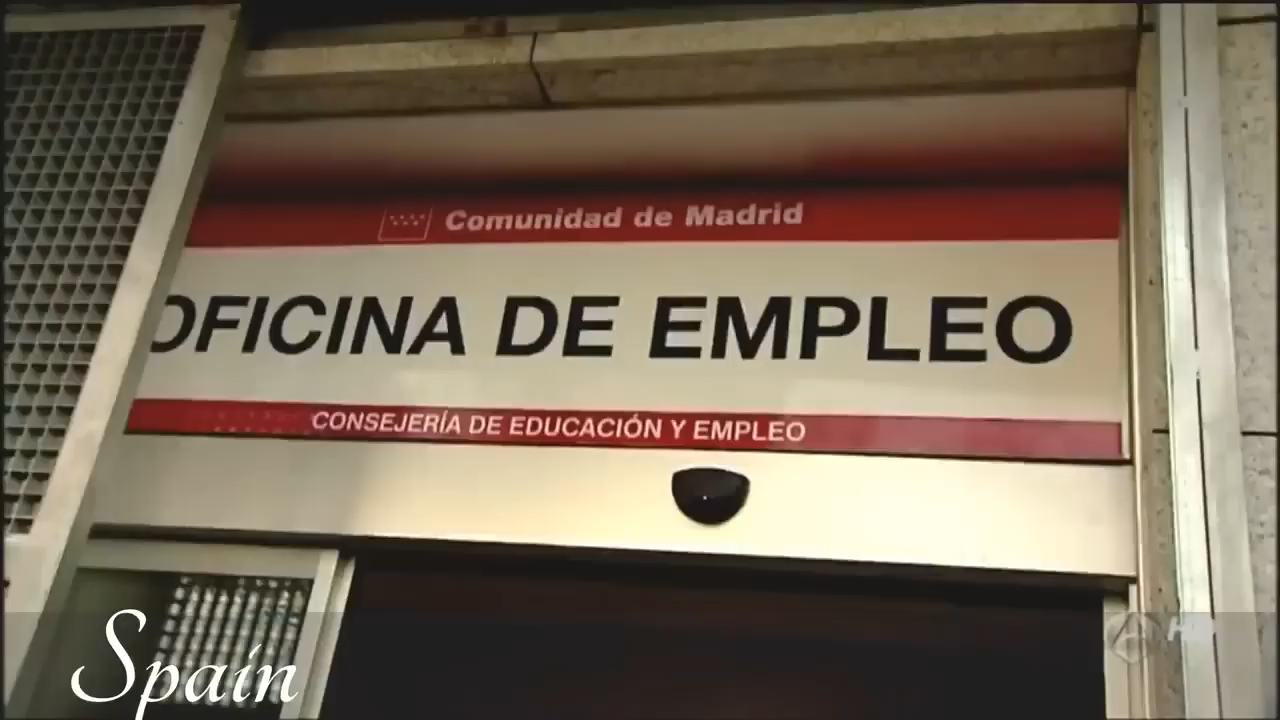 Comunidad de Madrid
OFICINA DE EMPLEO
CONSEJERÍA DE EDUCACIÓN Y EMPLEO
Spain